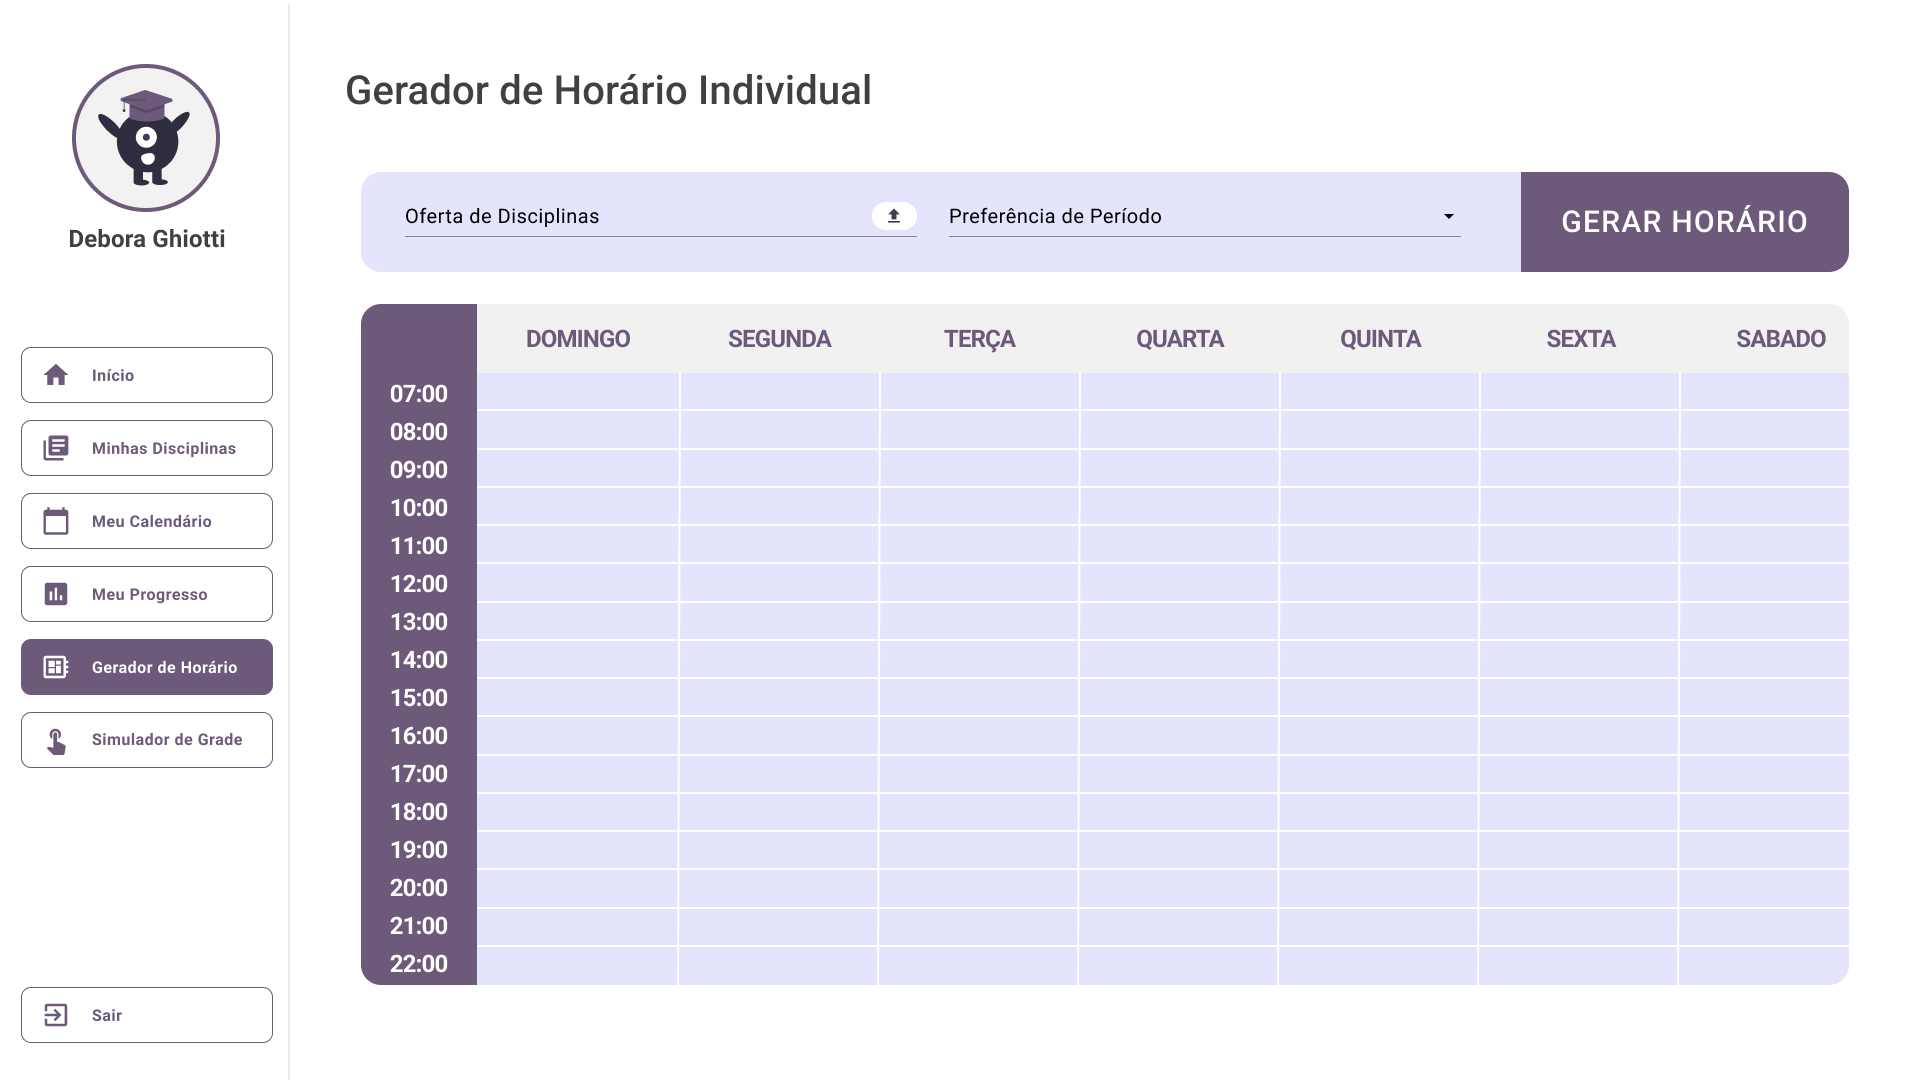 Debora Ghiotti
Início
Minhas Disciplinas
Meu Calendário
Meu Progresso
Gerador de Horário
Simulador de Grade
Sair
Gerador de Horário Individual
Oferta de Disciplinas
Preferência de Período
GERAR HORÁRIO
DOMINGO SEGUNDA TERÇA QUARTA QUINTA SEXTA SABADO
07:00
08:00
09:00
10:00
11:00
12:00
13:00
14:00
15:00
16:00
17:00
18:00
19:00
20:00
21:00
22:00